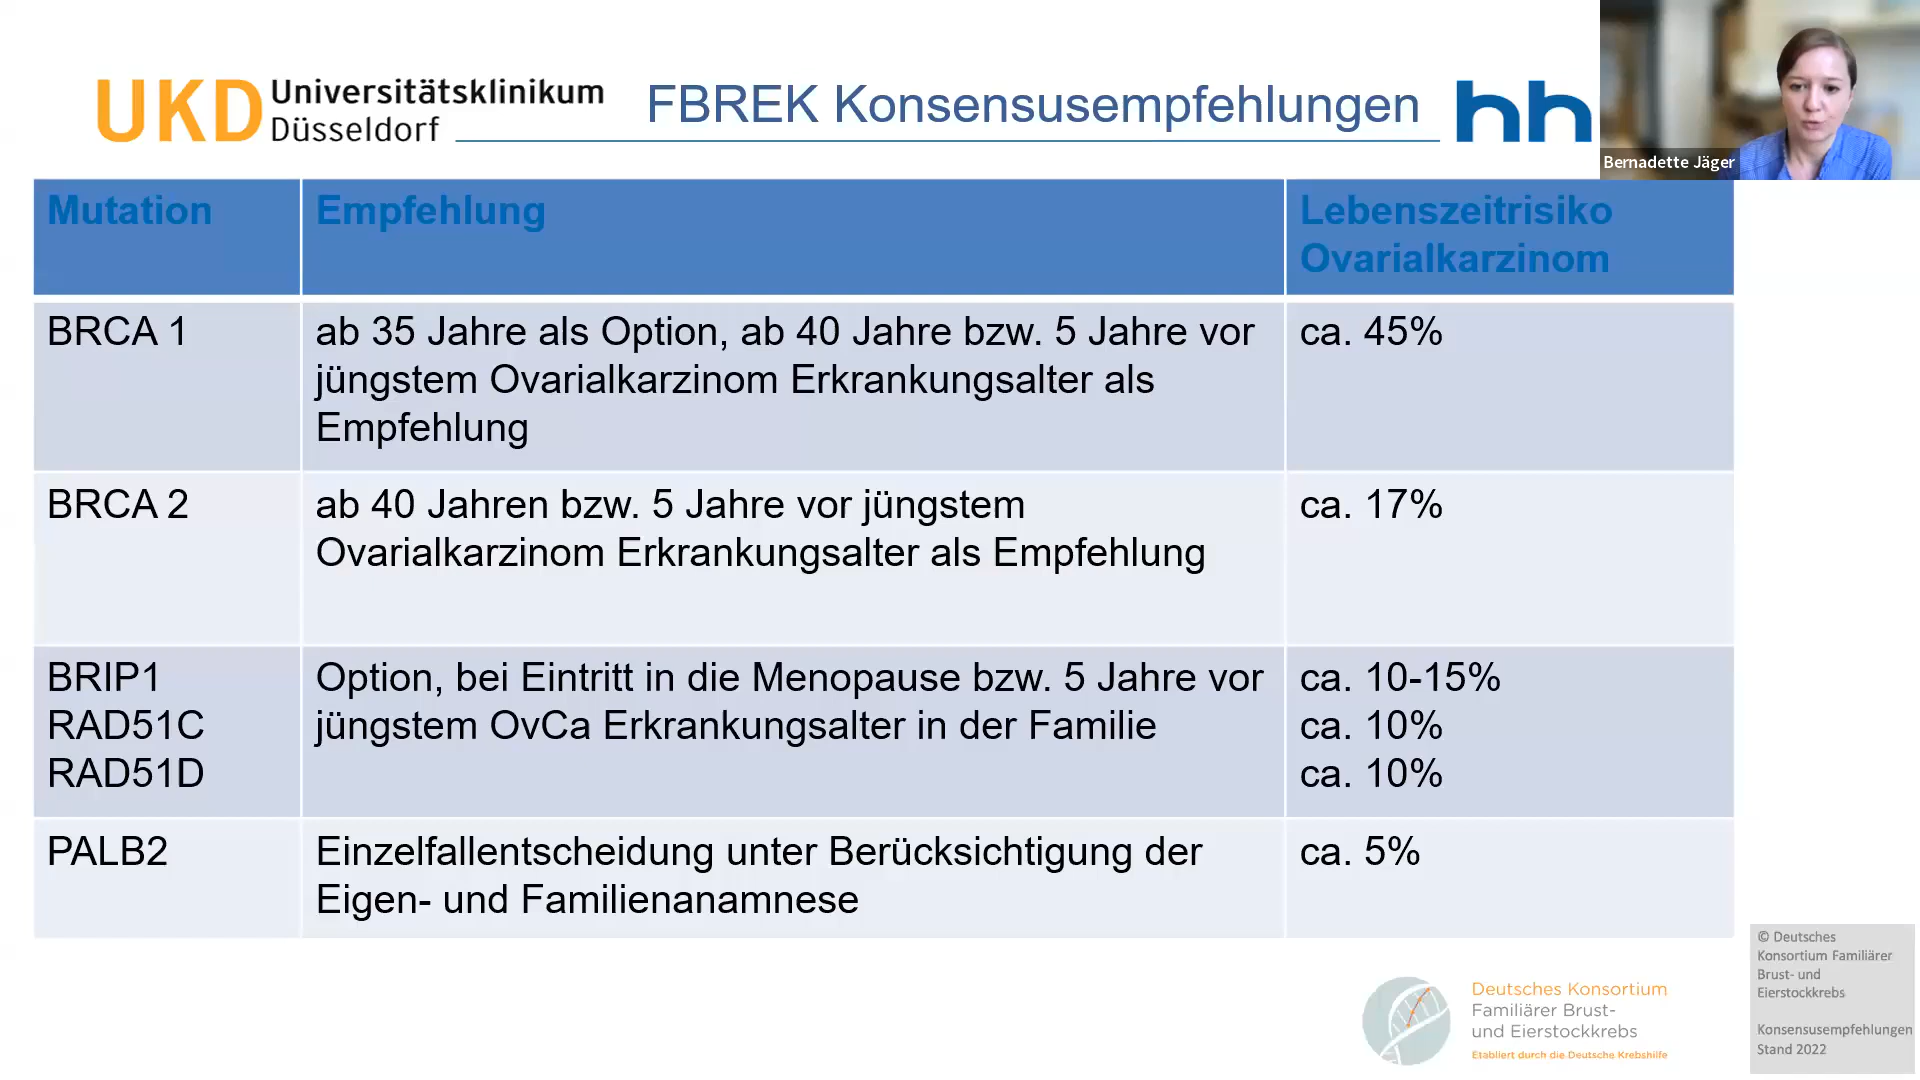 UKD Universitätsklinikum
Düsseldorf
FBREK Konsensusempfehlungen
hh
Bernadette Jäger
Mutation
Empfehlung
Lebenszeitrisiko
Ovarialkarzinom
BRCA 1
ab 35 Jahre als Option, ab 40 Jahre bzw. 5 Jahre vor
jüngstem Ovarialkarzinom Erkrankungsalter als
Empfehlung
ca. 45%
BRCA 2
ab 40 Jahren bzw. 5 Jahre vor jüngstem
Ovarialkarzinom Erkrankungsalter als Empfehlung
ca. 17%
BRIP1
RAD51C
RAD51D
Option, bei Eintritt in die Menopause bzw. 5 Jahre vor
jüngstem OvCa Erkrankungsalter in der Familie
ca. 10-15%
ca. 10%
ca. 10%
PALB2
Einzelfallentscheidung unter Berücksichtigung der
Eigen- und Familienanamnese
ca. 5%
Deutsches Konsortium
Familiärer Brust-
und Eierstockkrebs
Etabliert durch die Deutsche Krebshilfe
© Deutsches
Konsortium Familiärer
Brust- und
Eierstockkrebs
Konsensusempfehlungen
Stand 2022